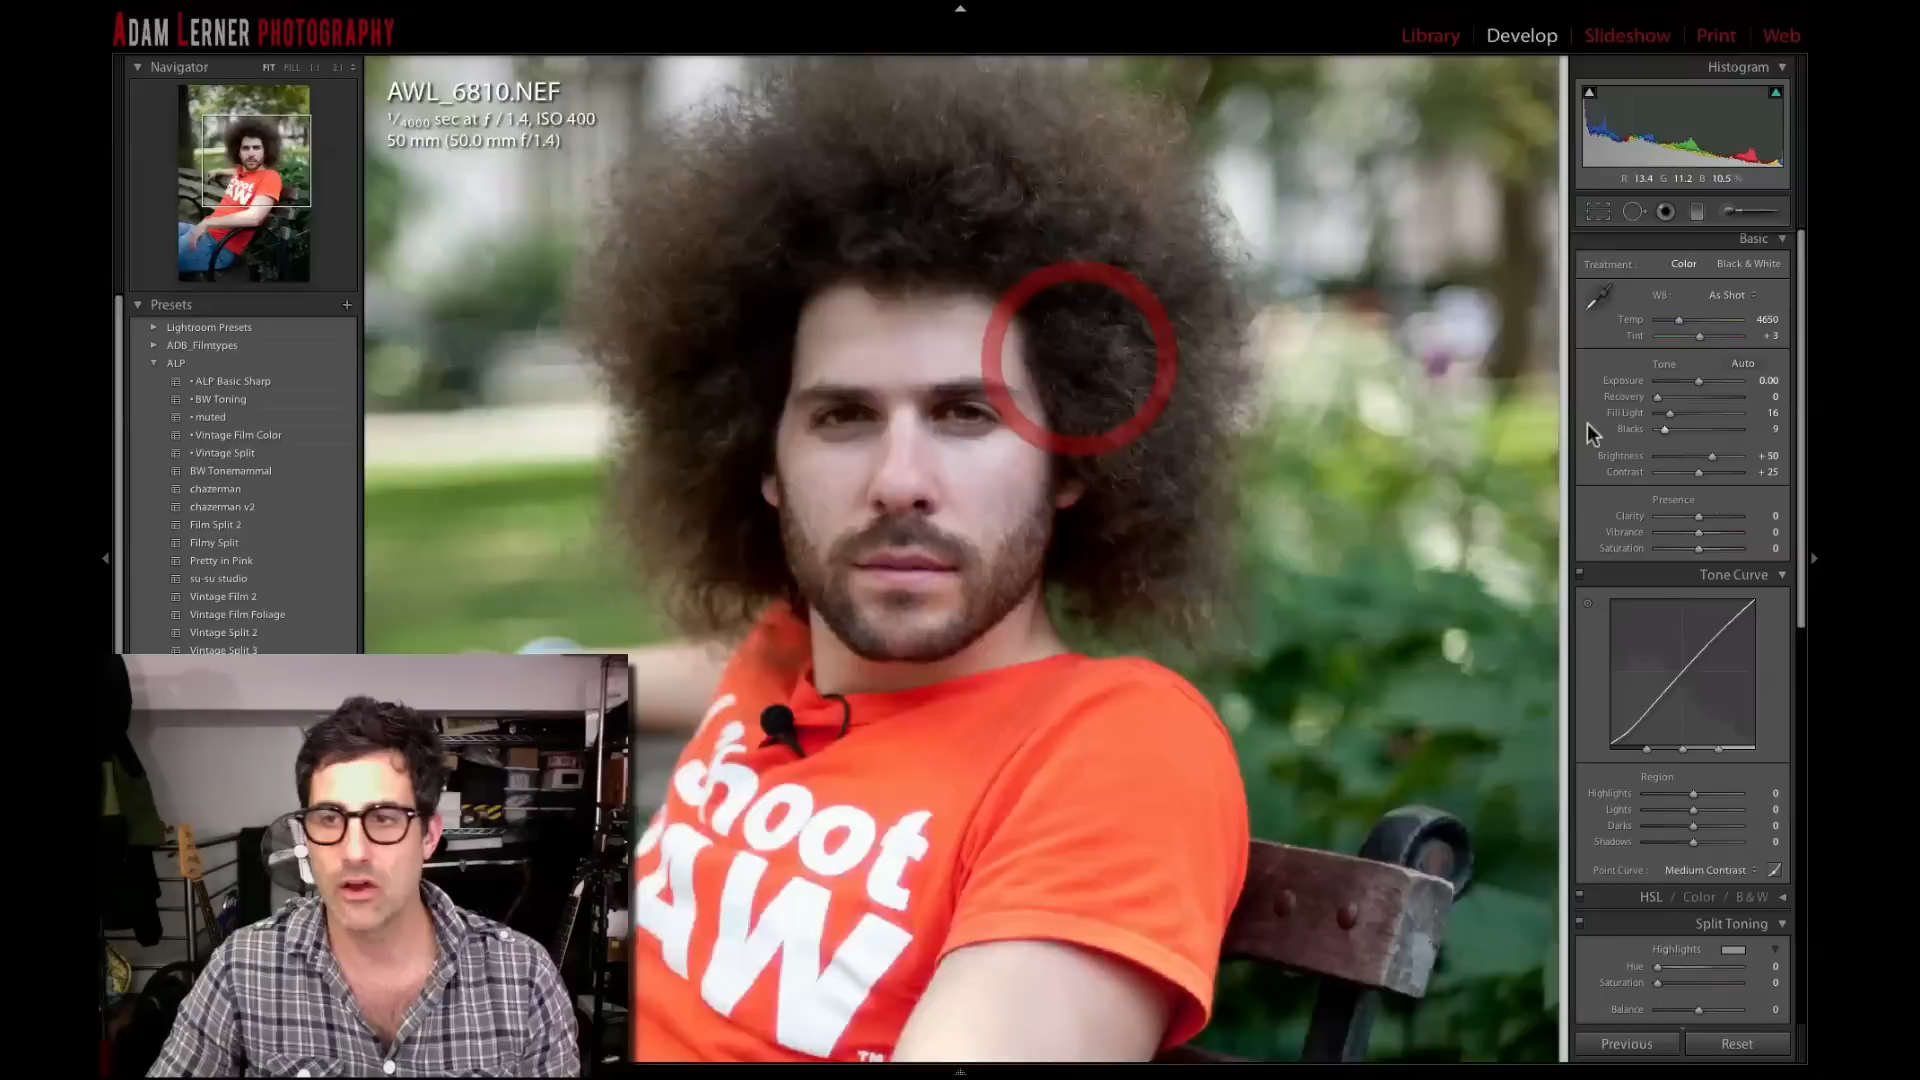 ADAM LERNER PHOTOGRAPHY
Library | Develop | Slideshow | Print | Web
Navigator FIT FILL 1:1 2:1
AWL_6810.NEF
1/4000 sec at f / 1.4, ISO 400
50 mm (50.0 mm f/1.4)
Presets +
Lightroom Presets
ADB_Filmtypes
ALP
• ALP Basic Sharp
• BW Toning
• muted
• Vintage Film Color
• Vintage Split
BW Tonemammal
chazerman
chazerman v2
Film Split 2
Filmy Split
Pretty in Pink
su-su studio
Vintage Film 2
Vintage Film Foliage
Vintage Split 2
Vintage Split 3
hoot
RAW
TM
Histogram
R 13.4 G 11.2 B 10.5 %
Basic
Treatment : Color Black & White
WB : As Shot
Temp 4650
Tint + 3
Tone Auto
Exposure 0.00
Recovery 0
Fill Light 16
Blacks 9
Brightness + 50
Contrast + 25
Presence
Clarity 0
Vibrance 0
Saturation 0
Tone Curve
Region
Highlights 0
Lights 0
Darks 0
Shadows 0
Point Curve : Medium Contrast
HSL / Color / B & W
Split Toning
Highlights
Hue 0
Saturation 0
Balance 0
Previous Reset